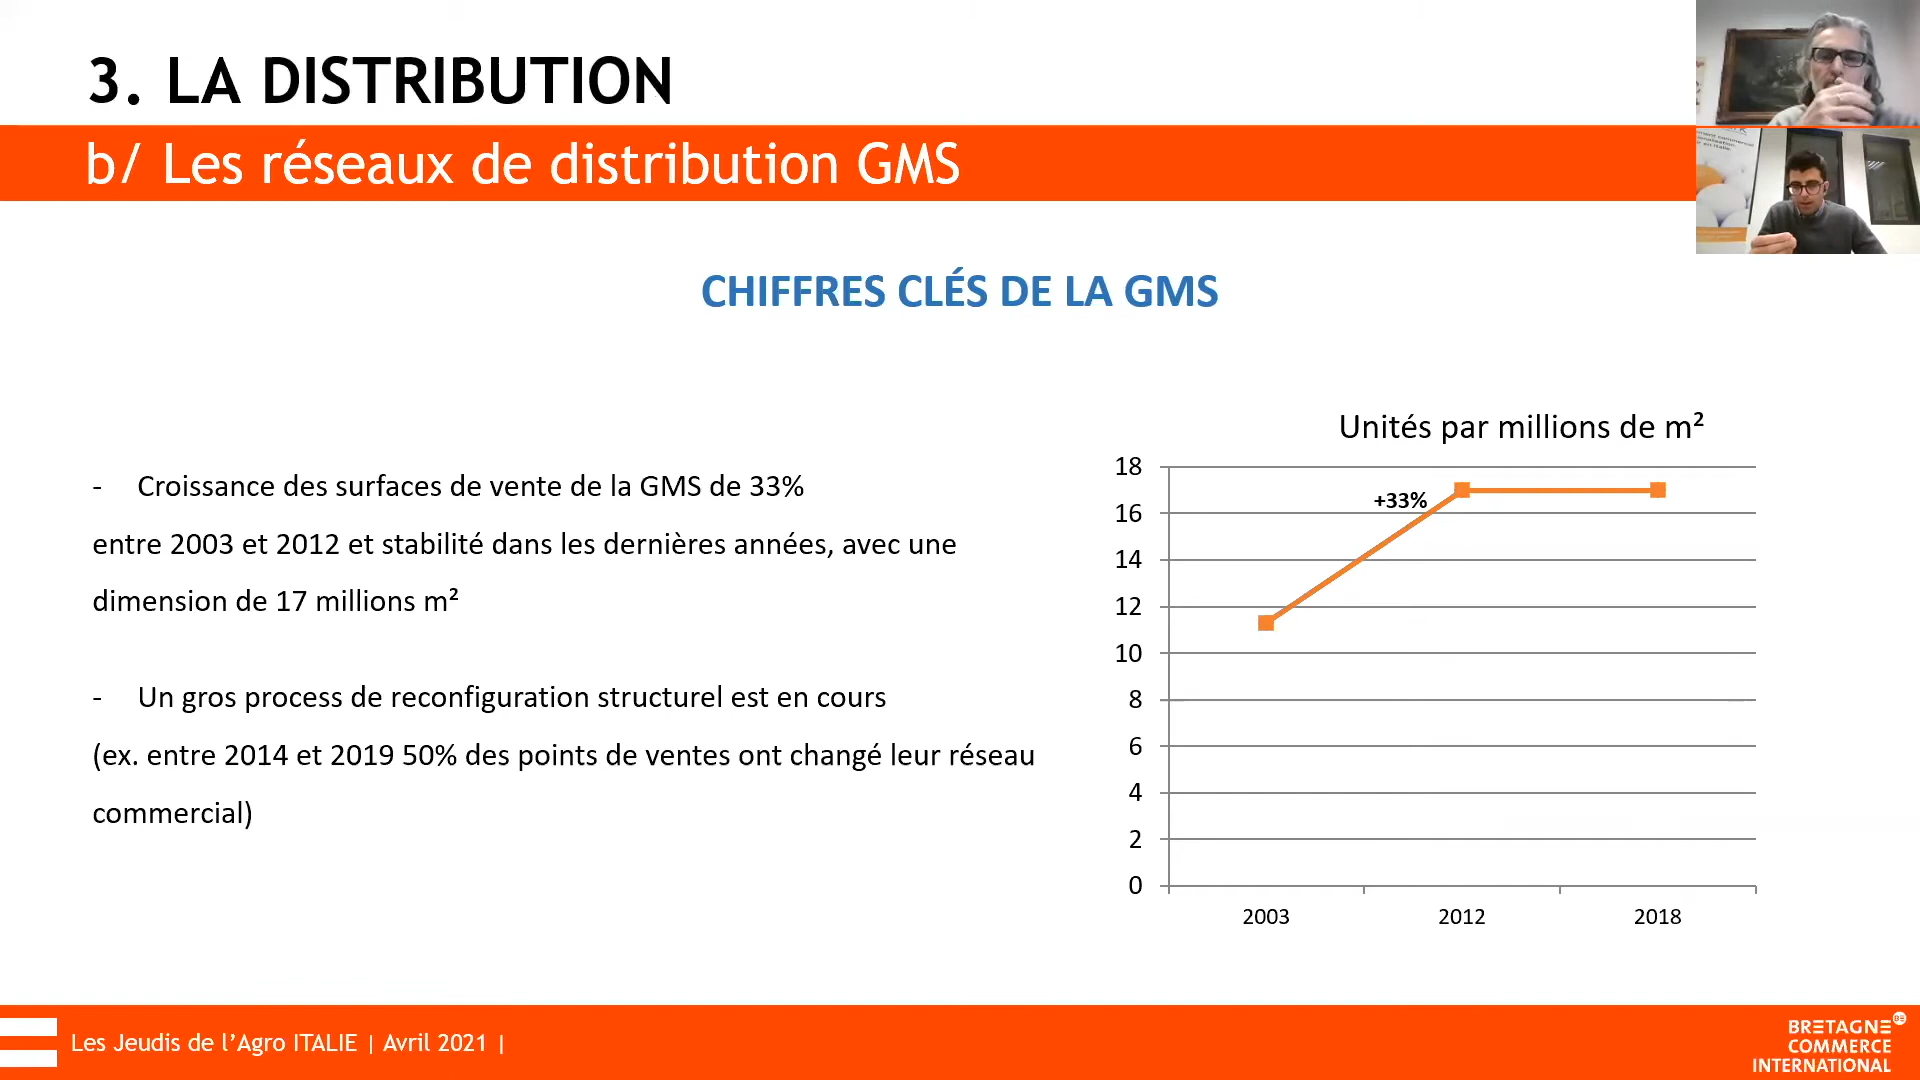 3. LA DISTRIBUTION
b/ Les réseaux de distribution GMS
CHIFFRES CLÉS DE LA GMS
- Croissance des surfaces de vente de la GMS de 33%
entre 2003 et 2012 et stabilité dans les dernières années, avec une
dimension de 17 millions m²
- Un gros process de reconfiguration structurel est en cours
(ex. entre 2014 et 2019 50% des points de ventes ont changé leur réseau
commercial)
Unités par millions de m²
18
16
14
12
10
8
6
4
2
0
+33%
2003 2012 2018
Les Jeudis de l’Agro ITALIE | Avril 2021 |
BRETAGNE
COMMERCE
INTERNATIONAL